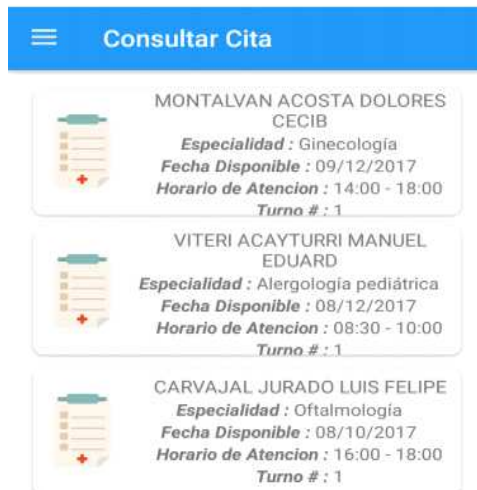 Consultar Cita
MONTALVAN ACOSTA DOLORES
CECIB
Especialidad : Ginecología
Fecha Disponible : 09/12/2017
Horario de Atencion : 14:00 - 18:00
Turno # : 1
VITERI ACAYTURRI MANUEL
EDUARD
Especialidad : Alergología pediátrica
Fecha Disponible : 08/12/2017
Horario de Atencion : 08:30 - 10:00
Turno # : 1
CARVAJAL JURADO LUIS FELIPE
Especialidad : Oftalmología
Fecha Disponible : 08/10/2017
Horario de Atencion : 16:00 - 18:00
Turno # : 1